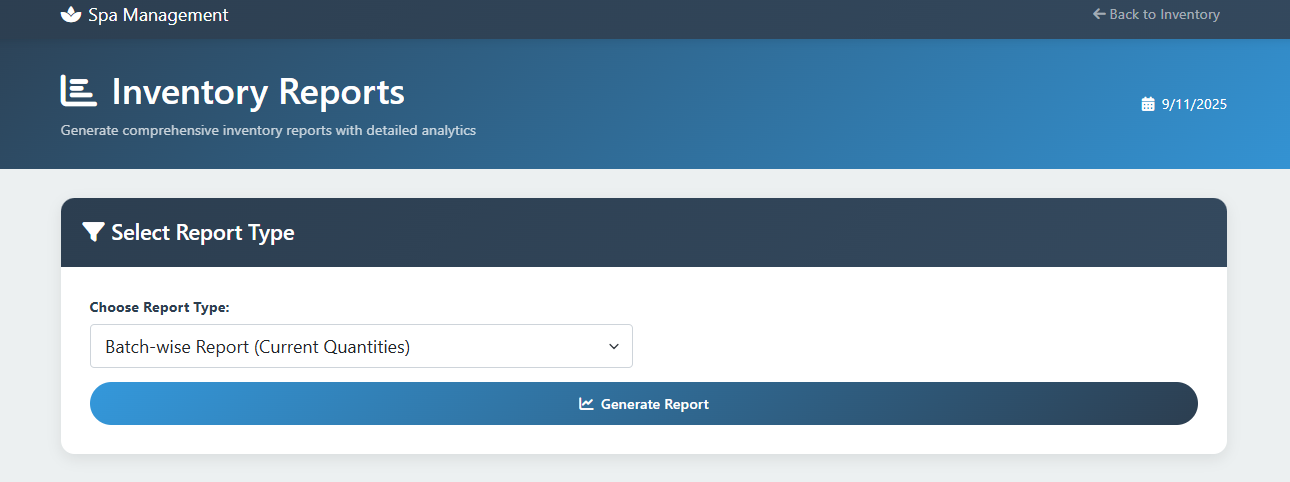 Spa Management
Back to Inventory
Inventory Reports
Generate comprehensive inventory reports with detailed analytics
9/11/2025
Select Report Type
Choose Report Type:
Batch-wise Report (Current Quantities)
Generate Report